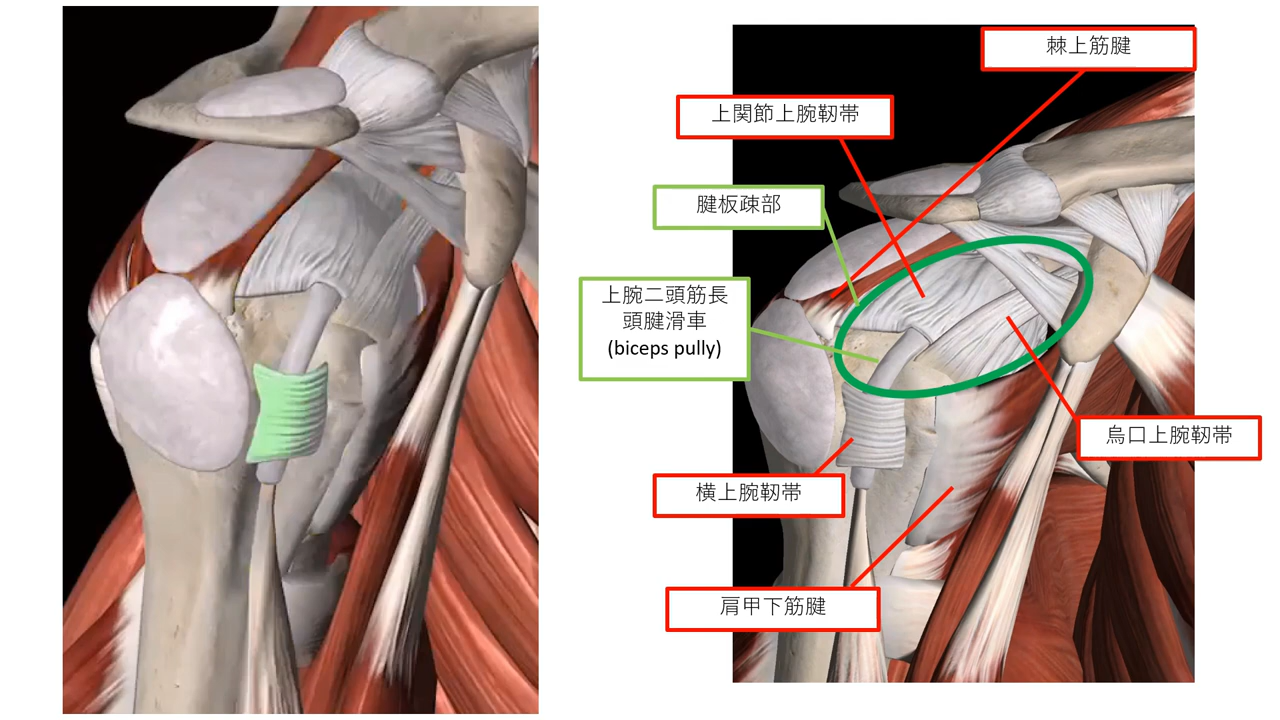 棘上筋腱
上関節上腕靭帯
腱板疎部
上腕二頭筋長
頭腱滑車
(biceps pully)
烏口上腕靭帯
横上腕靭帯
肩甲下筋腱